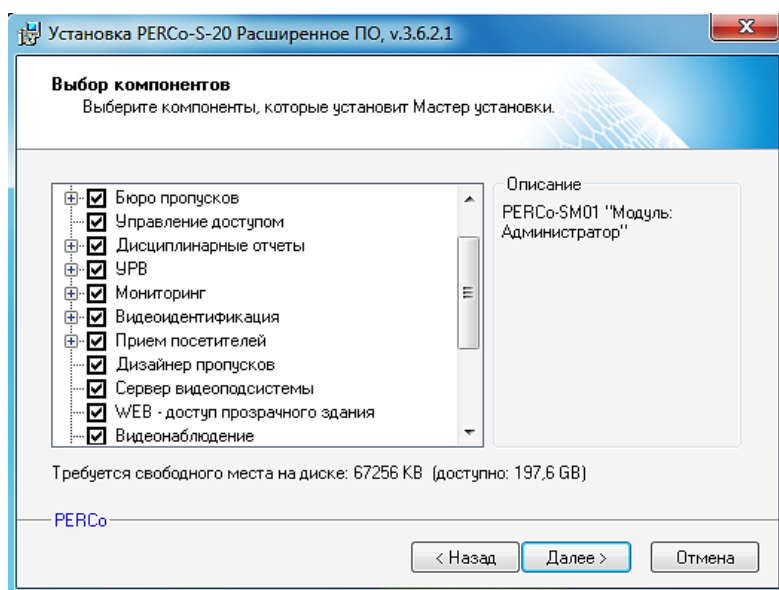 Установка PERCo-S-20 Расширенное ПО, v.3.6.2.1
Выбор компонентов
Выберите компоненты, которые установит Мастер установки.
Бюро пропусков
Управление доступом
Дисциплинарные отчеты
УРВ
Мониторинг
Видеоидентификация
Прием посетителей
Дизайнер пропусков
Сервер видеоподсистемы
WEB - доступ прозрачного здания
Видеонаблюдение
Описание
PERCo-SM01 "Модуль:
Администратор"
Требуется свободного места на диске: 67256 KB (доступно: 197,6 GB)
PERCo
< Назад
Далее >
Отмена